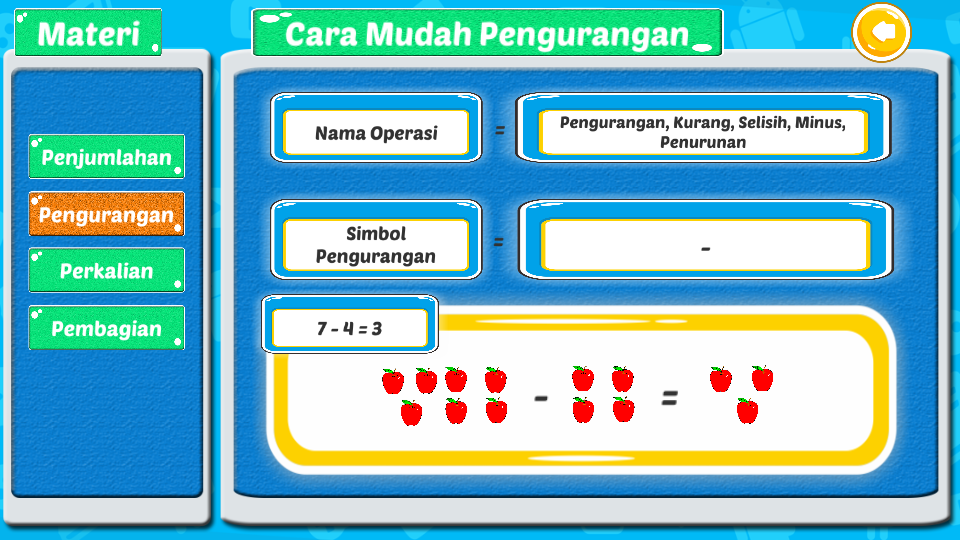 Materi
Cara Mudah Pengurangan
Penjumlahan
Pengurangan
Perkalian
Pembagian
Nama Operasi
=
Pengurangan, Kurang, Selisih, Minus,
Penurunan
Simbol
Pengurangan
=
-
7 - 4 = 3
- =